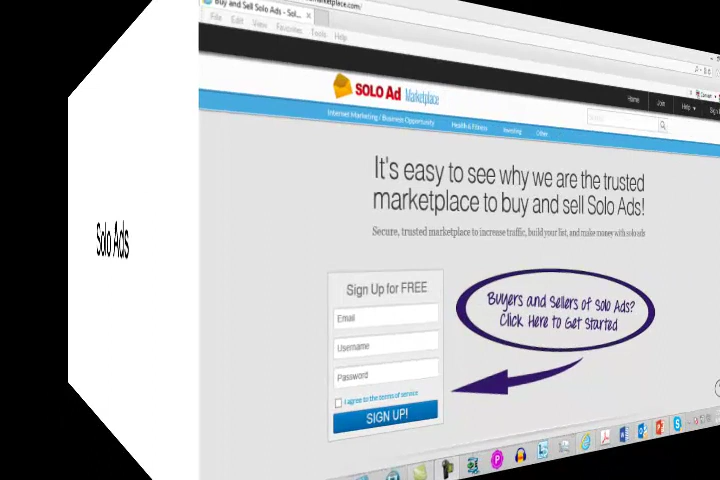 Solo Ads
Buy and Sell Solo Ads - Sol...
File Edit View Favorites Tools Help
SOLO Ad Marketplace
Home Join Help
Internet Marketing / Business Opportunity Health & Fitness Investing Other
It's easy to see why we are the trusted
marketplace to buy and sell Solo Ads!
Secure, trusted marketplace to increase traffic, build your list, and make money with solo ads
Sign Up for FREE
Email
Username
Password
I agree to the terms of service
SIGN UP!
Buyers and Sellers of Solo Ads?
Click Here to Get Started